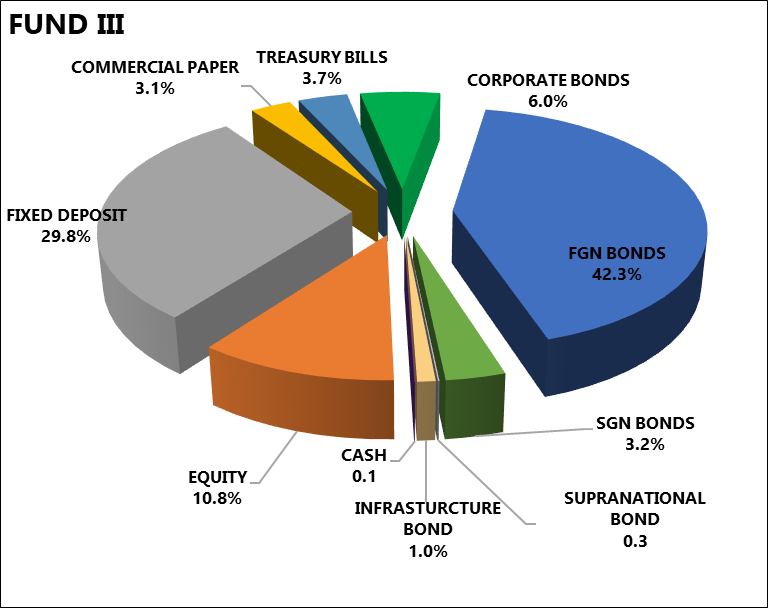 FUND III
COMMERCIAL PAPER
3.1%
TREASURY BILLS
3.7%
CORPORATE BONDS
6.0%
FIXED DEPOSIT
29.8%
FGN BONDS
42.3%
SGN BONDS
3.2%
CASH
0.1
EQUITY
10.8%
INFRASTURCTURE
BOND
1.0%
SUPRANATIONAL
BOND
0.3